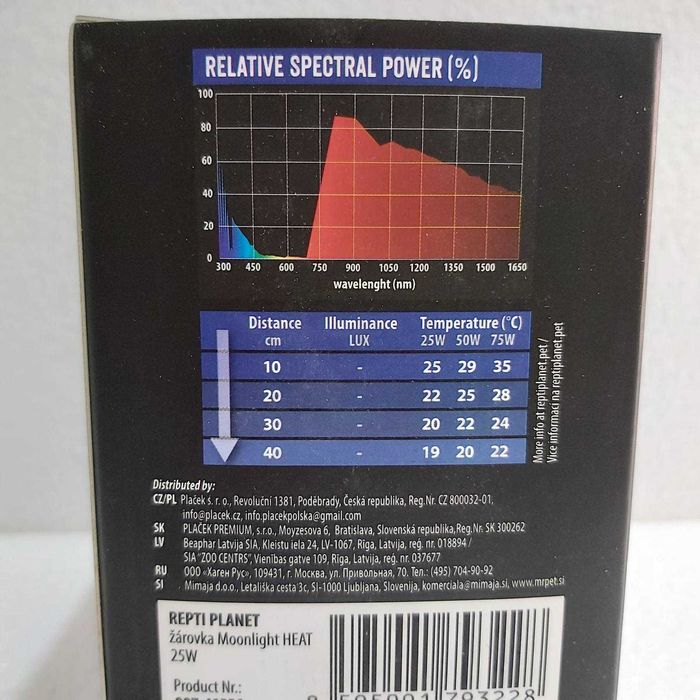 RELATIVE SPECTRAL POWER (%)
100
80
60
40
20
0
300 450 600 750 900 1050 1200 1350 1500 1650
wavelenght (nm)
Distance Illuminance Temperature (°C)
cm LUX 25W 50W 75W
10 - 25 29 35
20 - 22 25 28
30 - 20 22 24
40 - 19 20 22
More info at reptiplanet.pet /
Více informací na reptiplanet.pet
Distributed by:
CZ/PL Plaček s. r. o., Revoluční 1381, Poděbrady, Česká republika, Reg.Nr. CZ 800032-01,
info@placek.cz, info.placekpolska@gmail.com
SK PLAČEK PREMIUM, s.r.o., Moyzesova 6, Bratislava, Slovenská republika,Reg.Nr. SK 300262
LV Beaphar Latvija SIA, Kleistu iela 24, LV-1067, Rīga, Latvija, reg. no. 018894 /
SIA "ZOO CENTRS", Vienības gatve 109, Rīga, Latvija, reg. no. 037677
RU ООО «Хаген Рус», 109431, г. Москва, ул. Привольная, 70. Тел.: (495) 704-90-92
SI Mimaja d.o.o., Letališka cesta 3c, SI-1000 Ljubljana, Slovenija, komerciala@mimaja.si, www.mrpet.si
REPTI PLANET
žárovka Moonlight HEAT
25W
Product Nr.: